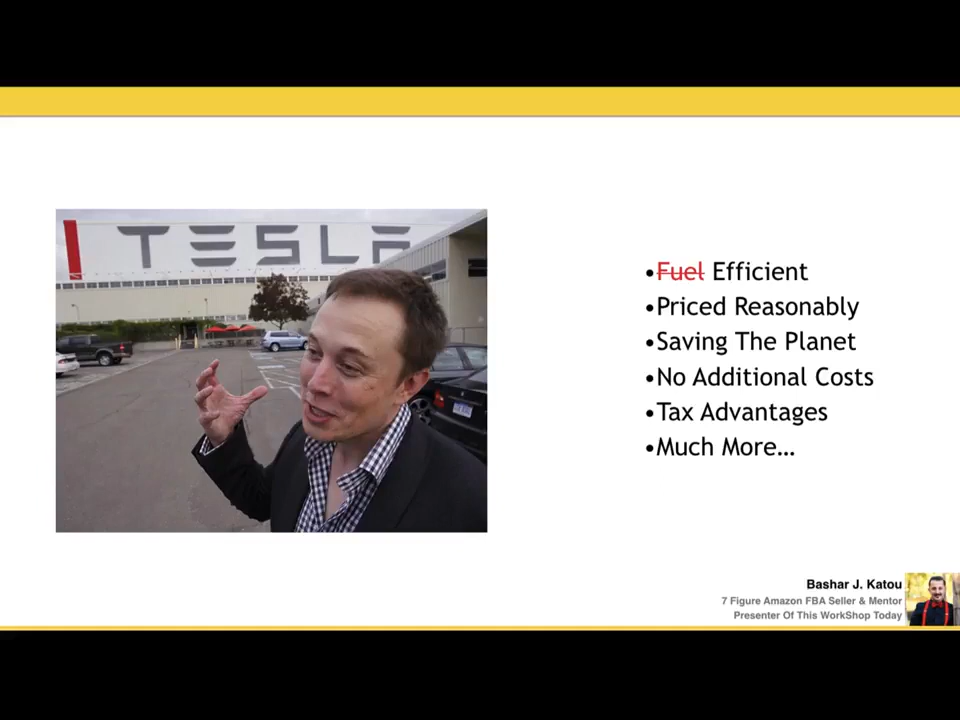 TESLA
•Fuel Efficient
•Priced Reasonably
•Saving The Planet
•No Additional Costs
•Tax Advantages
•Much More…
Bashar J. Katou
7 Figure Amazon FBA Seller & Mentor
Presenter Of This WorkShop Today